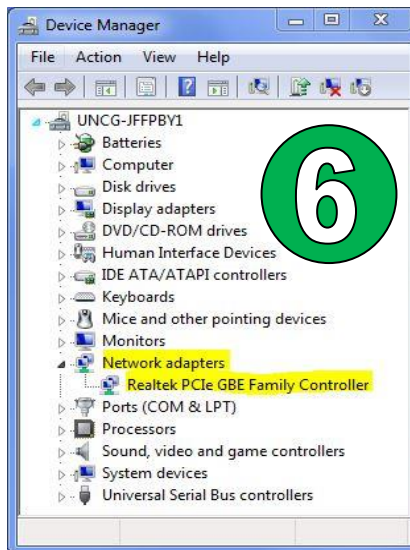 Device Manager
File Action View Help
UNCG-JFFPBY1
Batteries
Computer
Disk drives
Display adapters
DVD/CD-ROM drives
Human Interface Devices
IDE ATA/ATAPI controllers
Keyboards
Mice and other pointing devices
Monitors
Network adapters
Realtek PCIe GBE Family Controller
Ports (COM & LPT)
Processors
Sound, video and game controllers
System devices
Universal Serial Bus controllers
6